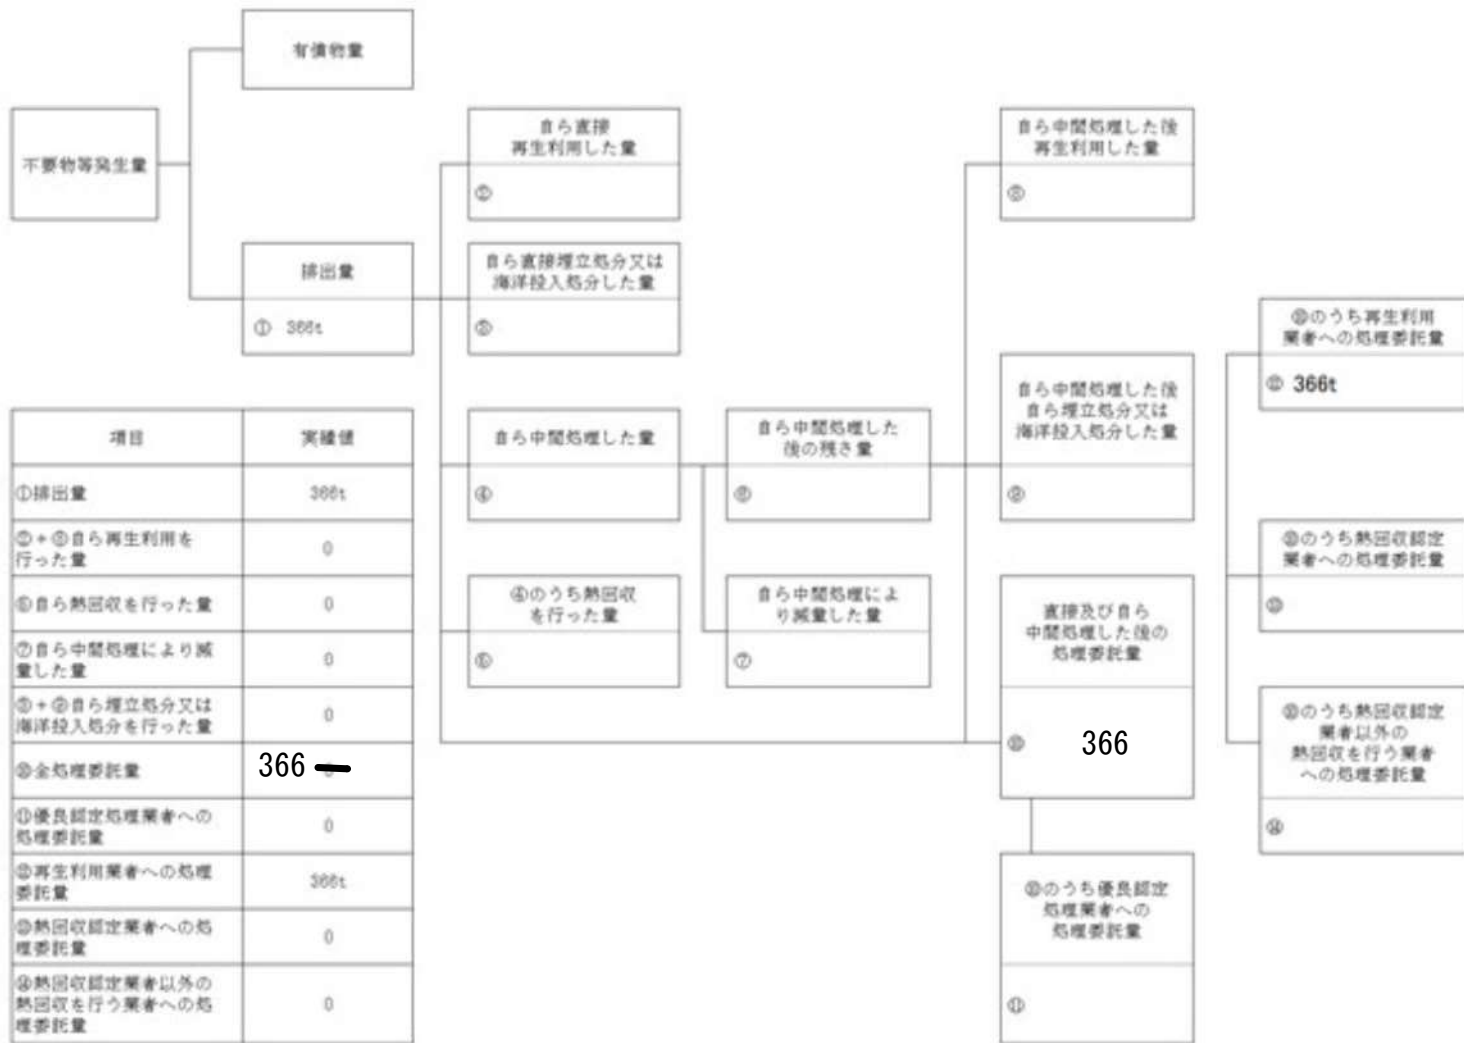 有償物量
不要物等発生量
排出量
① 366t
自ら直接
再生利用した量
②
自ら直接埋立処分又は
海洋投入処分した量
③
自ら中間処理した量
④
④のうち熱回収
を行った量
⑤
自ら中間処理した
後の残さ量
⑥
自ら中間処理によ
り減量した量
⑦
自ら中間処理した後
再生利用した量
⑧
自ら中間処理した後
自ら埋立処分又は
海洋投入処分した量
⑨
直接及び自ら
中間処理した後の
処理委託量
⑩ 366
⑩のうち優良認定
処理業者への
処理委託量
⑪
⑩のうち再生利用
業者への処理委託量
⑫ 366t
⑩のうち熱回収認定
業者への処理委託量
⑬
⑩のうち熱回収認定
業者以外の
熱回収を行う業者
への処理委託量
⑭
項目 実績値
①排出量 366t
②+⑧自ら再生利用を
行った量 0
⑤自ら熱回収を行った量 0
⑦自ら中間処理により減
量した量 0
③+⑨自ら埋立処分又は
海洋投入処分を行った量 0
⑩全処理委託量 366
⑪優良認定処理業者への
処理委託量 0
⑫再生利用業者への処理
委託量 366t
⑬熱回収認定業者への処
理委託量 0
⑭熱回収認定業者以外の
熱回収を行う業者への処
理委託量 0